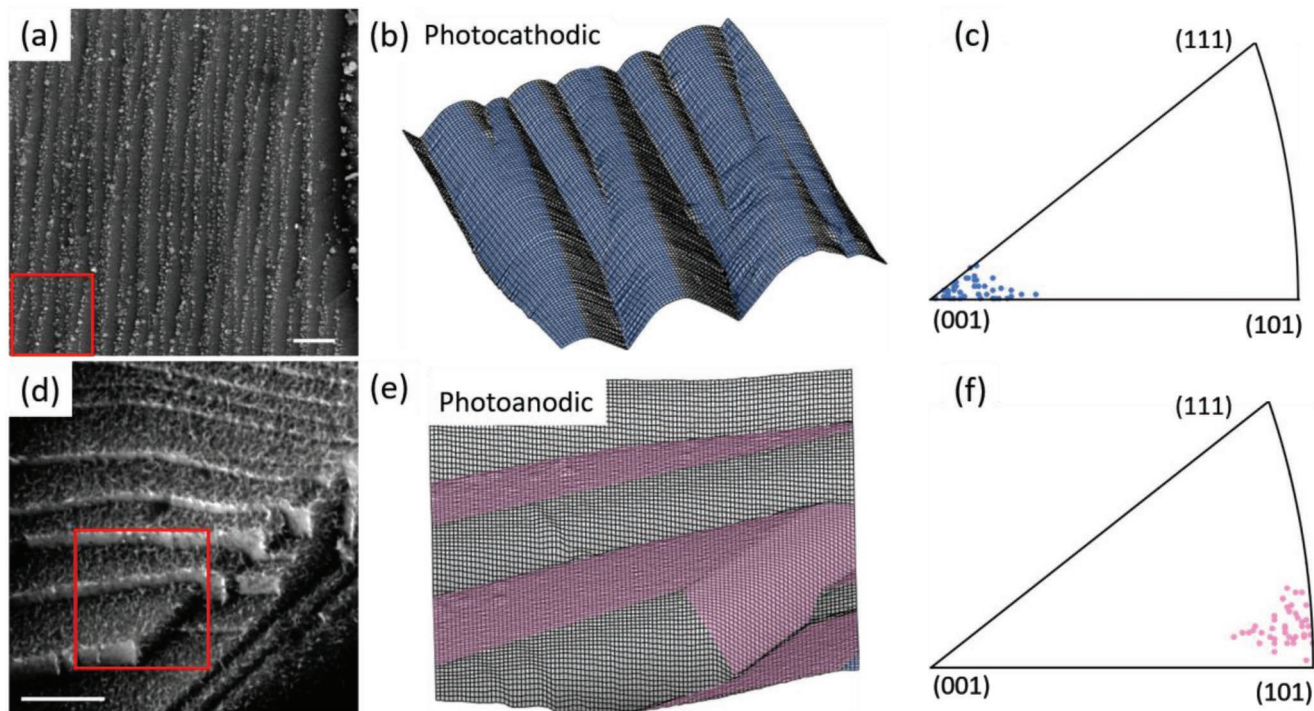 (a)
(b) Photocathodic
(c)
(111)
(001)
(101)
(d)
(e) Photoanodic
(f)
(111)
(001)
(101)